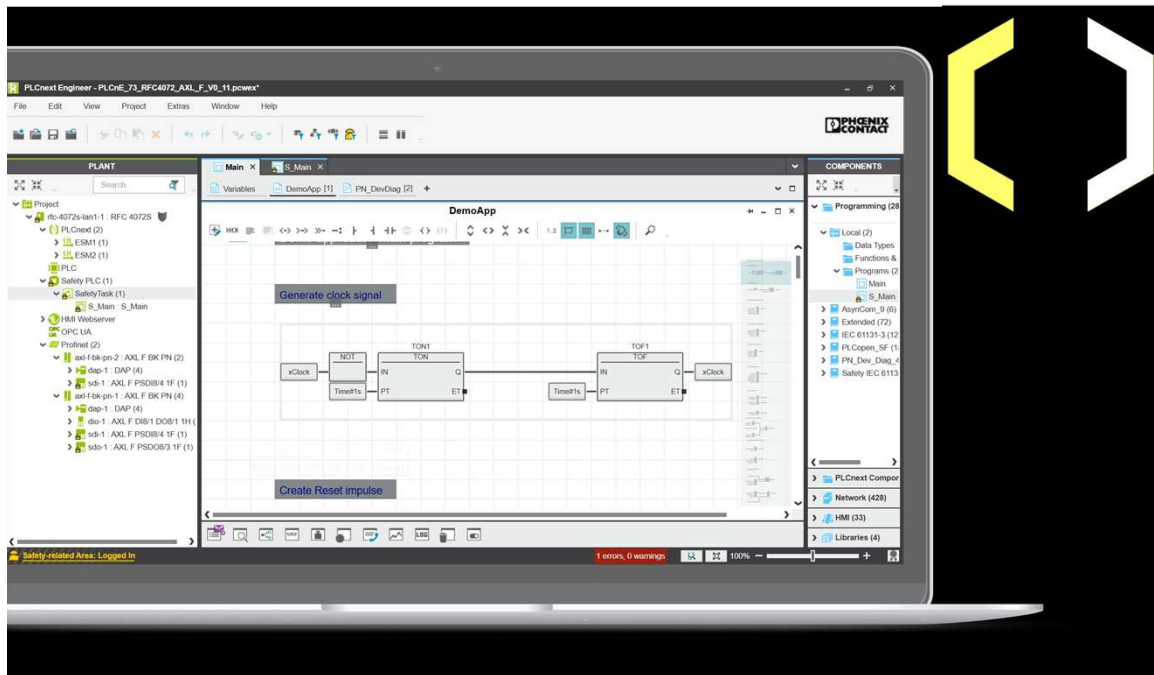 PLCnext Engineer - PLCnE_73_RFC4072_AXL_F_V0_11.pcwex*
File Edit View Project Extras Window Help
PHŒNIX
CONTACT
PLANT
Search
Project
rfc-4072s-lan1-1 : RFC 4072S
PLCnext (2)
ESM1 (1)
ESM2 (1)
PLC
Safety PLC (1)
SafetyTask (1)
S_Main : S_Main
HMI Webserver
OPC UA
Profinet (2)
axl-f-bk-pn-2 : AXL F BK PN (2)
dap-1 : DAP (4)
sdi-1 : AXL F PSDI8/4 1F (1)
axl-f-bk-pn-1 : AXL F BK PN (4)
dap-1 : DAP (4)
dio-1 : AXL F DI8/1 DO8/1 1H (
sdi-1 : AXL F PSDI8/4 1F (1)
sdo-1 : AXL F PSDO8/3 1F (1)
Main × S_Main ×
Variables DemoApp [1] PN_DevDiag [2] +
DemoApp
Generate clock signal
TON1 TOF1
NOT TON TOF
xClock IN Q IN Q xClock
Time#1s PT ET Time#1s PT ET
Create Reset impulse
LOG
COMPONENTS
Programming (28
Local (2)
Data Types
Functions &
Programs (2
Main
S_Main
AsynCom_9 (6)
Extended (72)
IEC 61131-3 (12
PLCopen_SF (1
PN_Dev_Diag_4
Safety IEC 6113
PLCnext Compor
Network (428)
HMI (33)
Libraries (4)
Safety-related Area: Logged In
1 errors, 0 warnings
100%